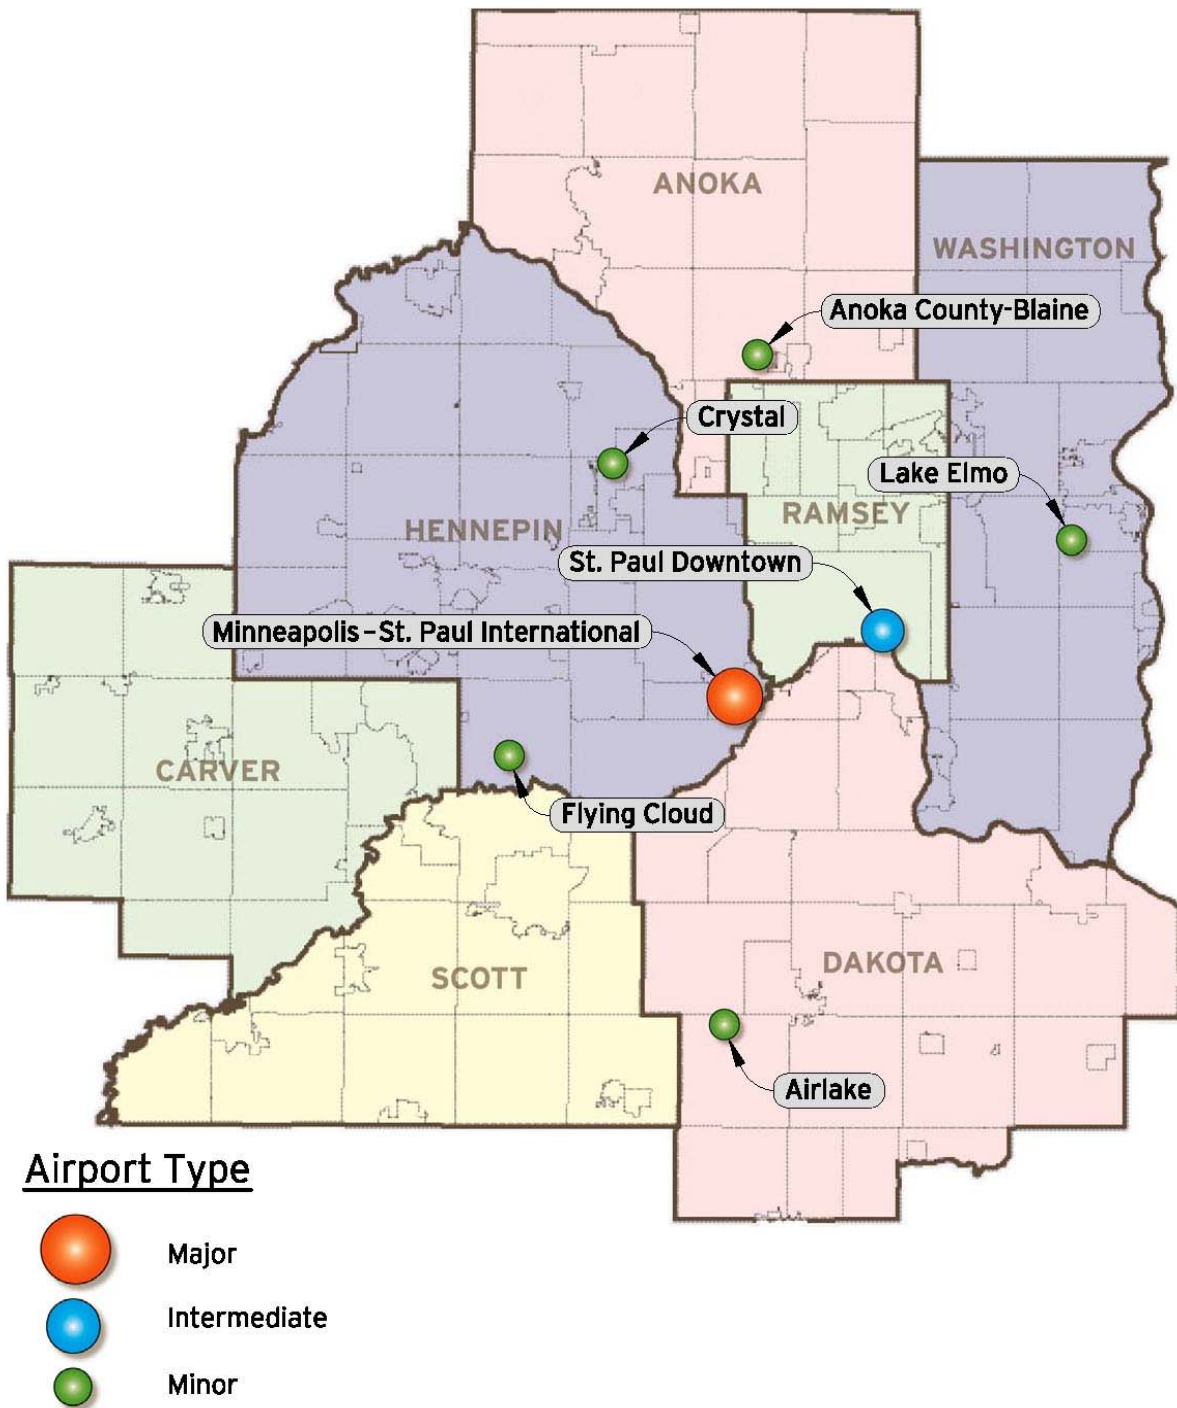 ANOKA
WASHINGTON
Anoka County-Blaine
Crystal
Lake Elmo
RAMSEY
HENNEPIN
St. Paul Downtown
Minneapolis-St. Paul International
CARVER
Flying Cloud
DAKOTA
SCOTT
Airlake
Airport Type
Major
Intermediate
Minor